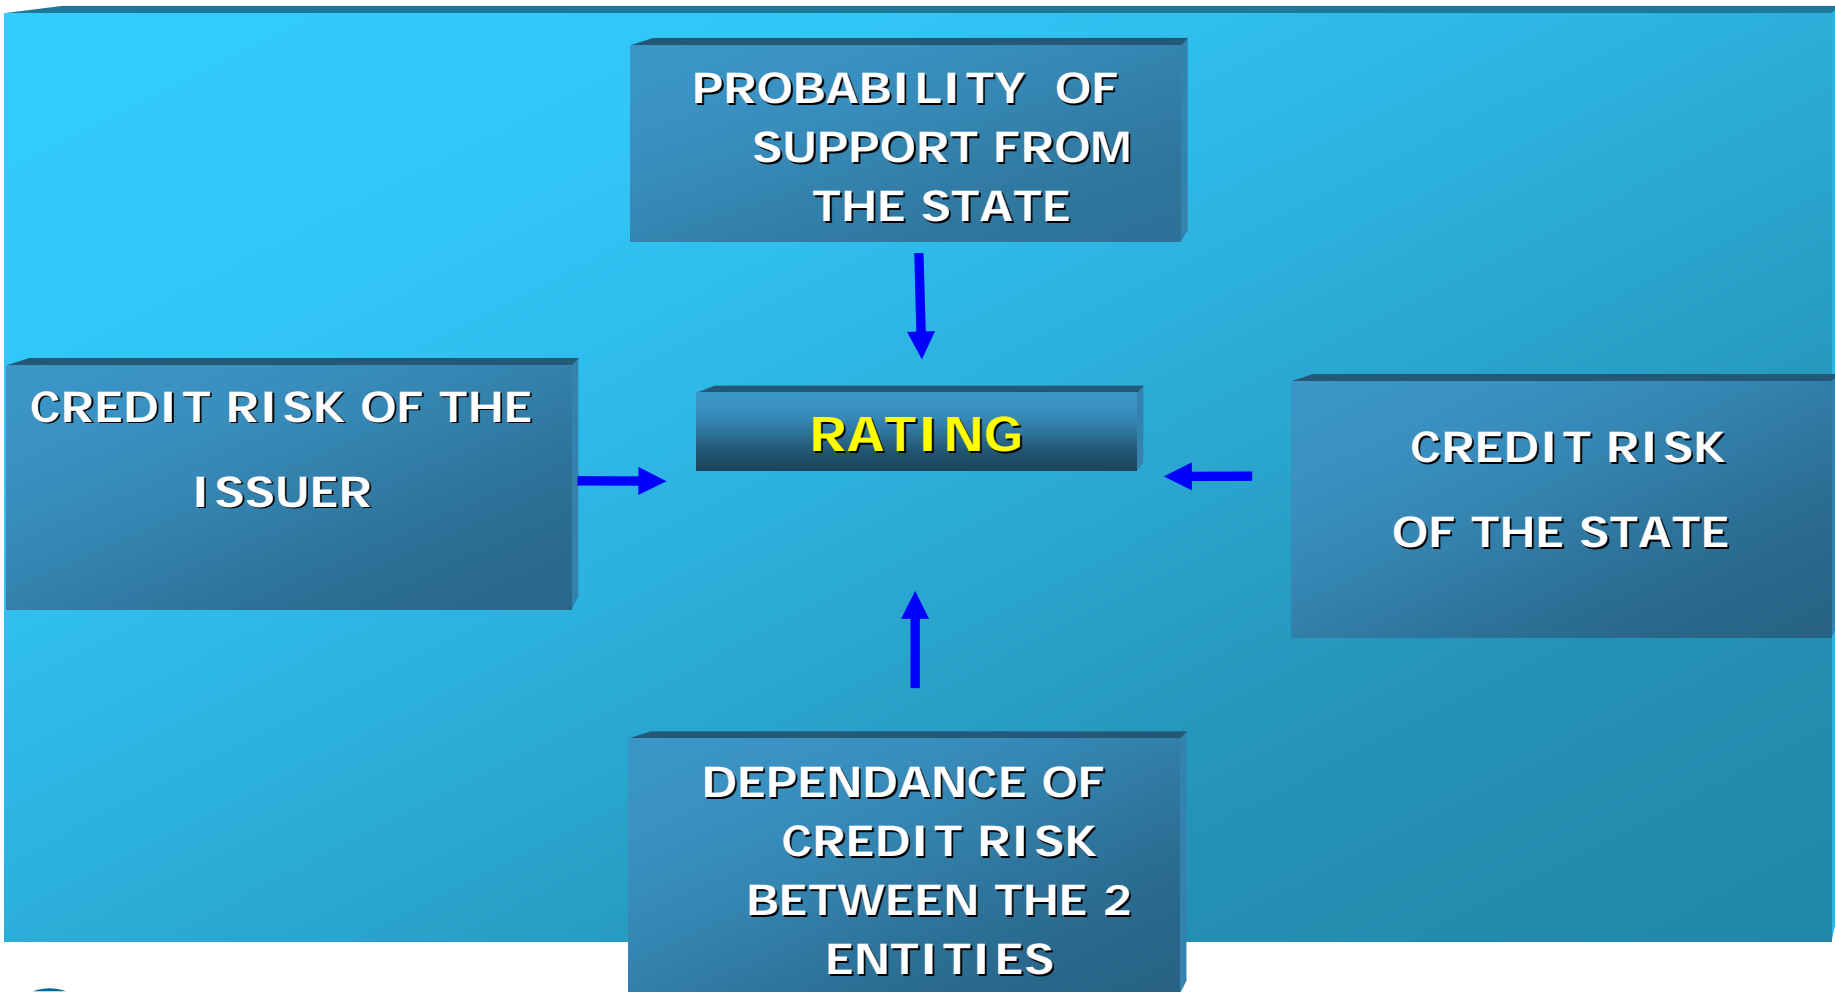 PROBABILITY OF
SUPPORT FROM
THE STATE
CREDIT RISK OF THE
ISSUER
RATING
CREDIT RISK
OF THE STATE
DEPENDANCE OF
CREDIT RISK
BETWEEN THE 2
ENTITIES